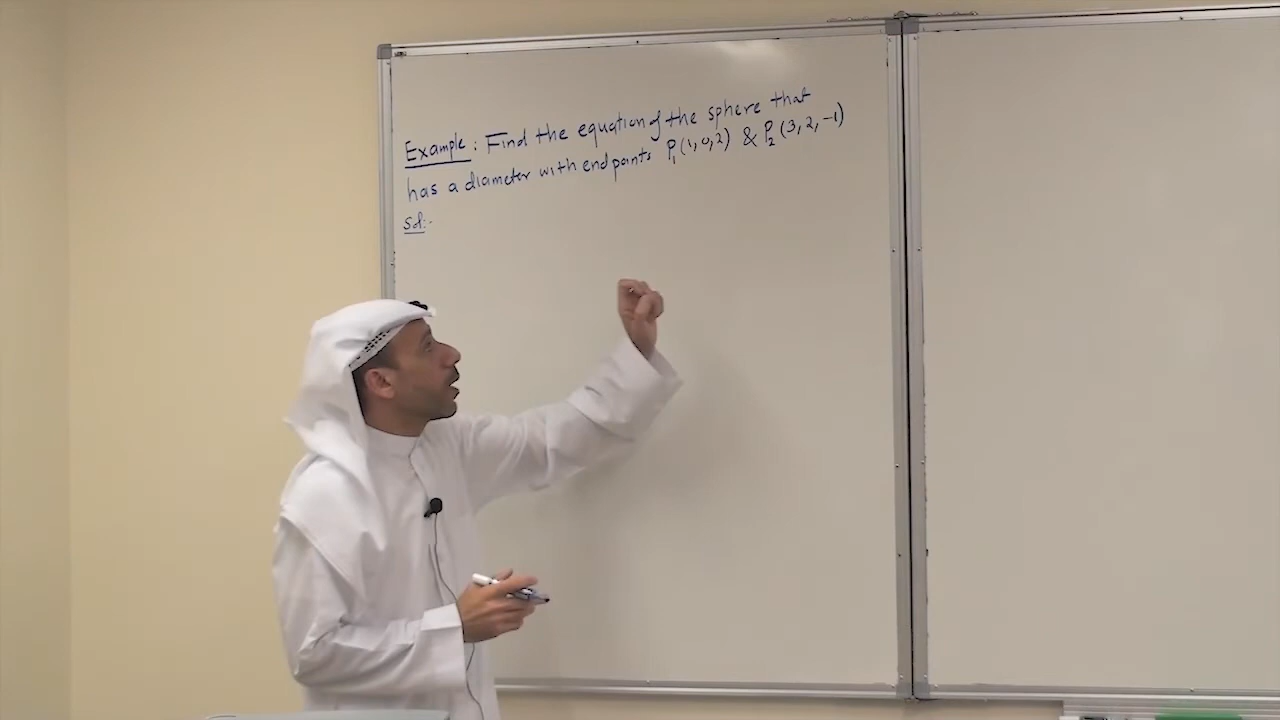 Example: Find the equation of the sphere that
has a diameter with endpoints P₁(1,0,2) & P₂(3,2,-1)
Sol:-